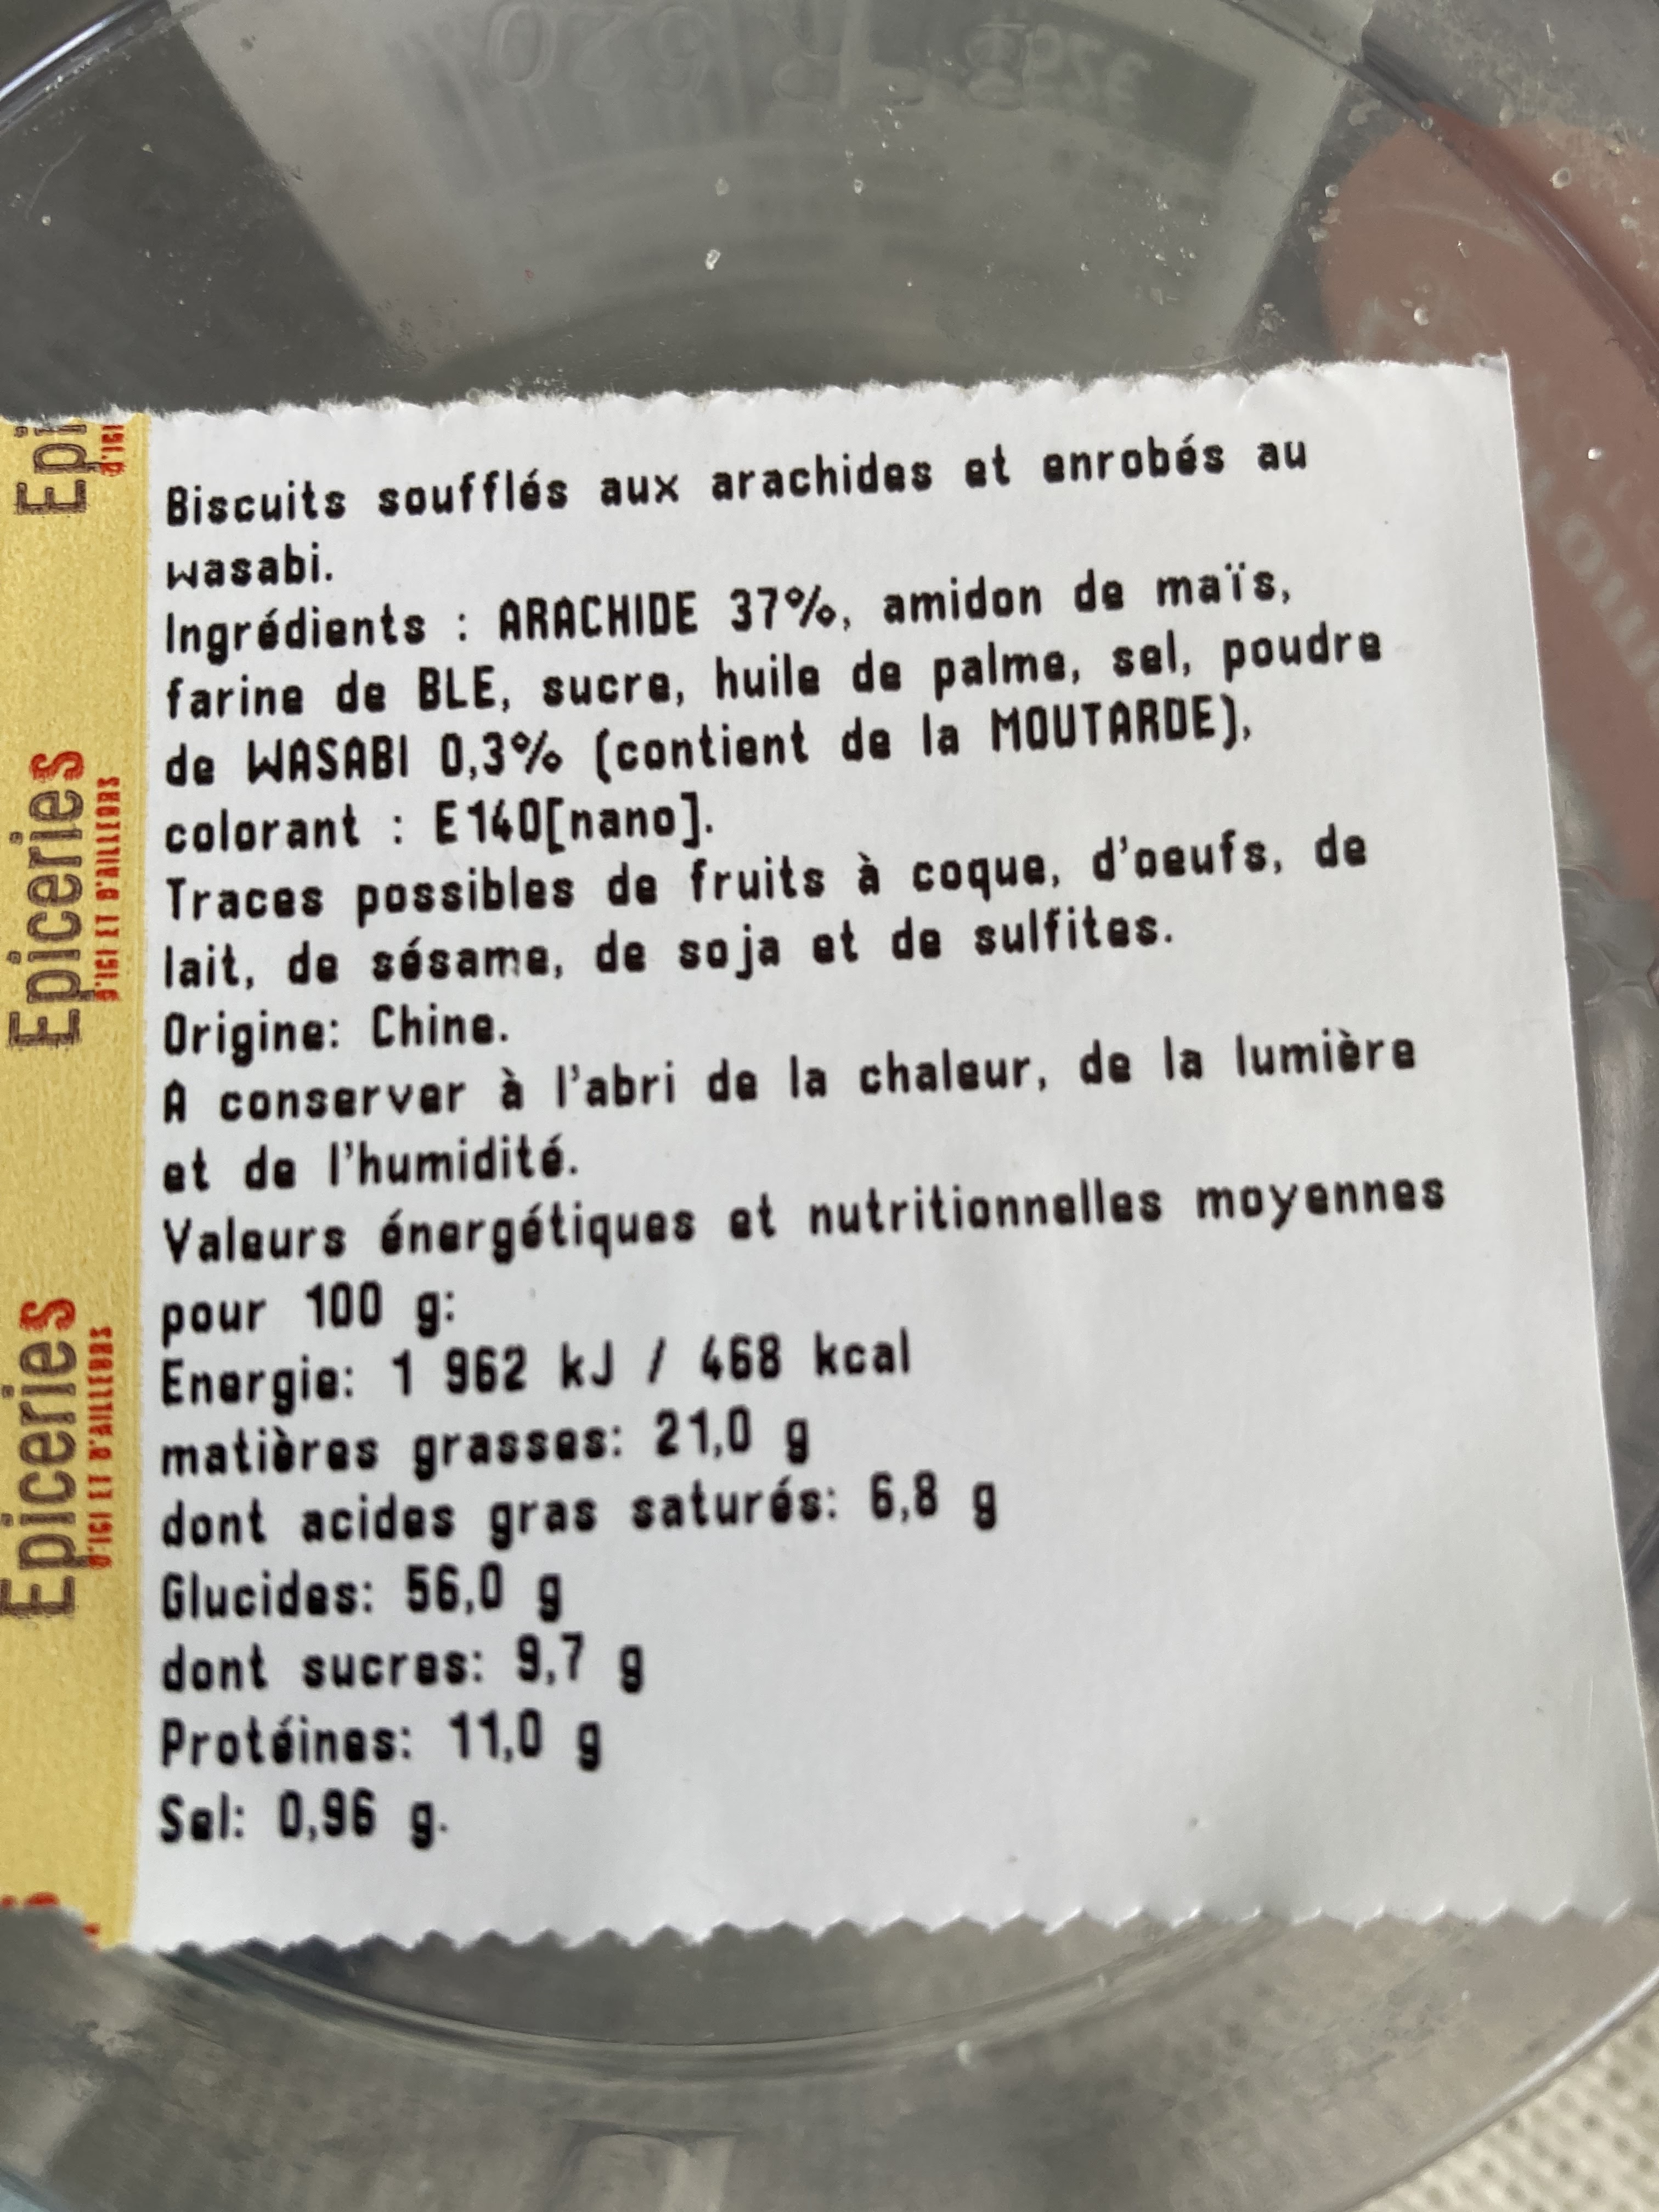 Biscuits soufflés aux arachides et enrobés au
wasabi.
Ingrédients : ARACHIDE 37%, amidon de maïs,
farine de BLE, sucre, huile de palme, sel, poudre
de WASABI 0,3% (contient de la MOUTARDE),
colorant : E140[nano].
Traces possibles de fruits à coque, d'oeufs, de
lait, de sésame, de soja et de sulfites.
Origine: Chine.
A conserver à l'abri de la chaleur, de la lumière
et de l'humidité.
Valeurs énergétiques et nutritionnelles moyennes
pour 100 g:
Energie: 1 962 kJ / 468 kcal
matières grasses: 21,0 g
dont acides gras saturés: 6,8 g
Glucides: 56,0 g
dont sucres: 9,7 g
Protéines: 11,0 g
Sel: 0,96 g.
Epi
D'ICI
Epiceries
D'ICI ET D'AILLEURS
Epiceries
D'ICI ET D'AILLEURS